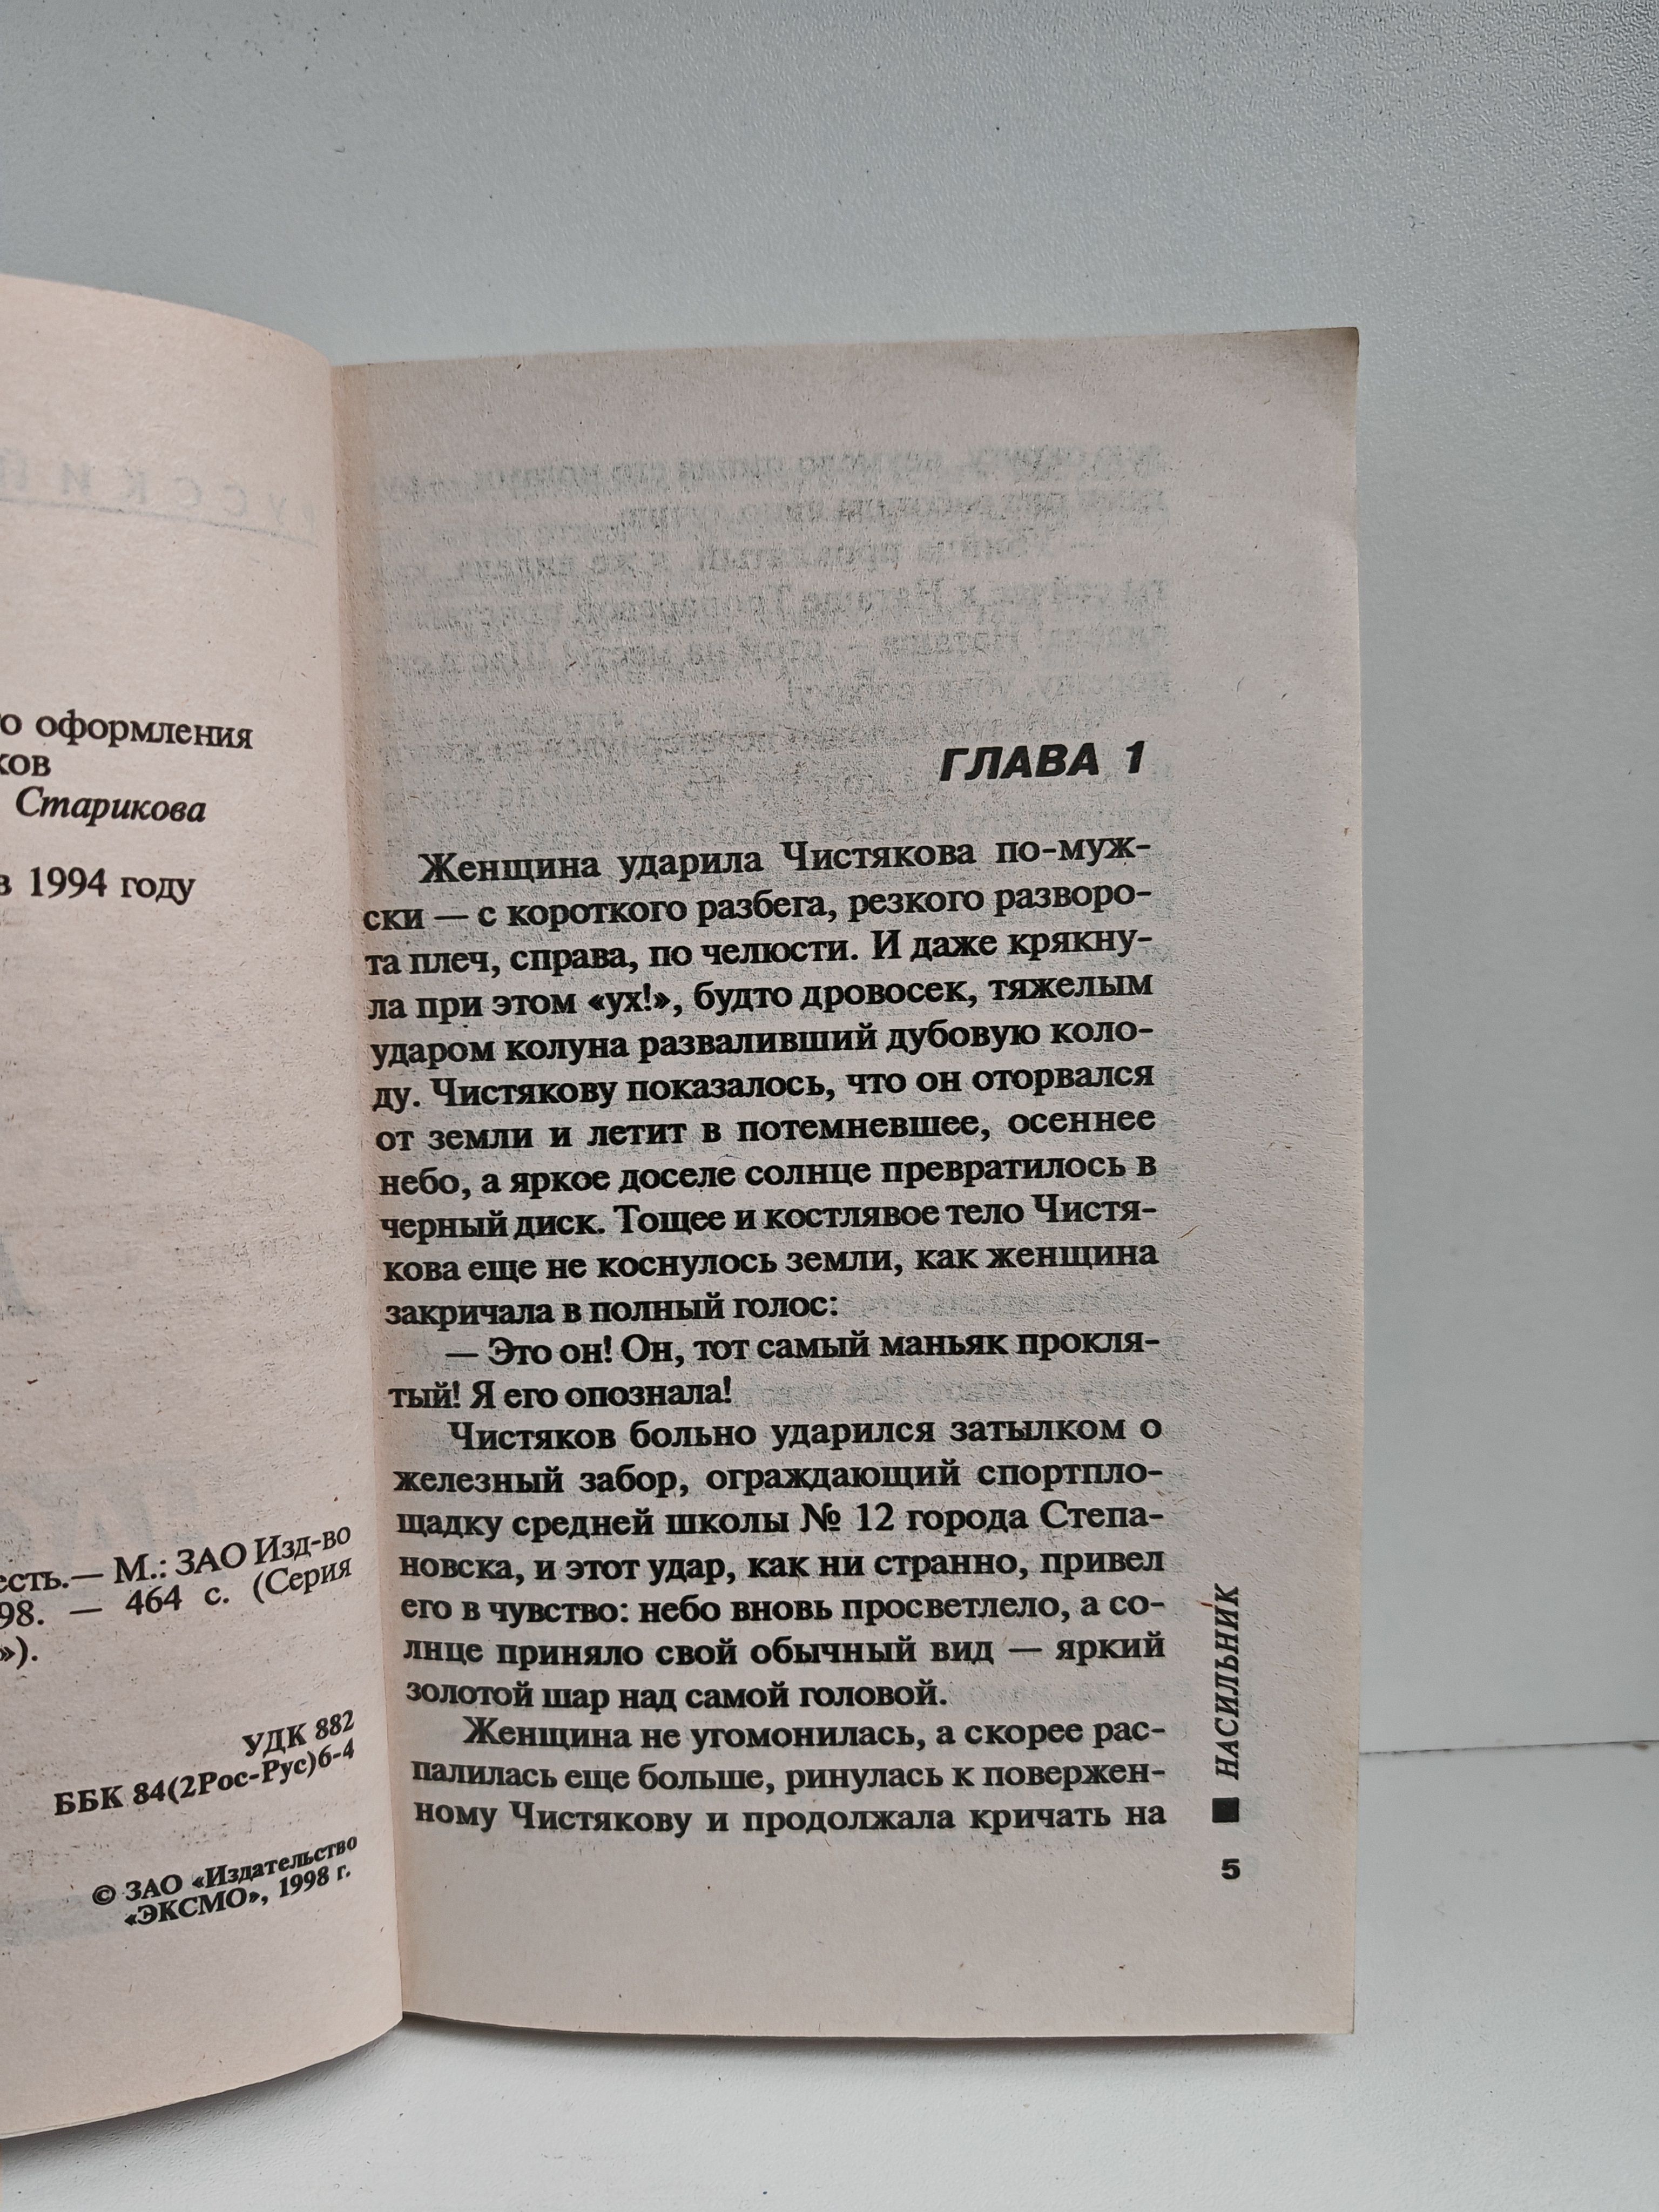 о оформления
ков
Старикова
в 1994 году
есть.— М.: ЗАО Изд-во
98. — 464 с. (Серия
»).
УДК 882
ББК 84(2Рос-Рус)6-4
© ЗАО «Издательство
«ЭКСМО», 1998 г.
ГЛАВА 1
Женщина ударила Чистякова по-муж-
ски — с короткого разбега, резкого разворо-
та плеч, справа, по челюсти. И даже крякну-
ла при этом «ух!», будто дровосек, тяжелым
ударом колуна разваливший дубовую коло-
ду. Чистякову показалось, что он оторвался
от земли и летит в потемневшее, осеннее
небо, а яркое доселе солнце превратилось в
черный диск. Тощее и костлявое тело Чистя-
кова еще не коснулось земли, как женщина
закричала в полный голос:
— Это он! Он, тот самый маньяк прокля-
тый! Я его опознала!
Чистяков больно ударился затылком о
железный забор, ограждающий спортпло-
щадку средней школы № 12 города Степа-
новска, и этот удар, как ни странно, привел
его в чувство: небо вновь просветлело, а со-
лнце приняло свой обычный вид — яркий
золотой шар над самой головой.
Женщина не угомонилась, а скорее рас-
палилась еще больше, ринулась к повержен-
ному Чистякову и продолжала кричать на
НАСИЛЬНИК
5